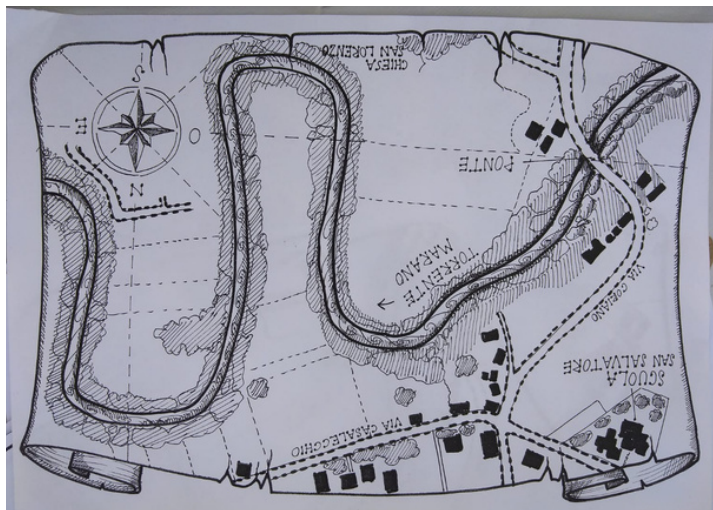 VIA CASALECCHIO
SCUOLA
SAN SALVATORE
VIA CORIANO
TORRENTE
MARANO
PONTE
N
O
E
S
CHIESA
SAN LORENZO